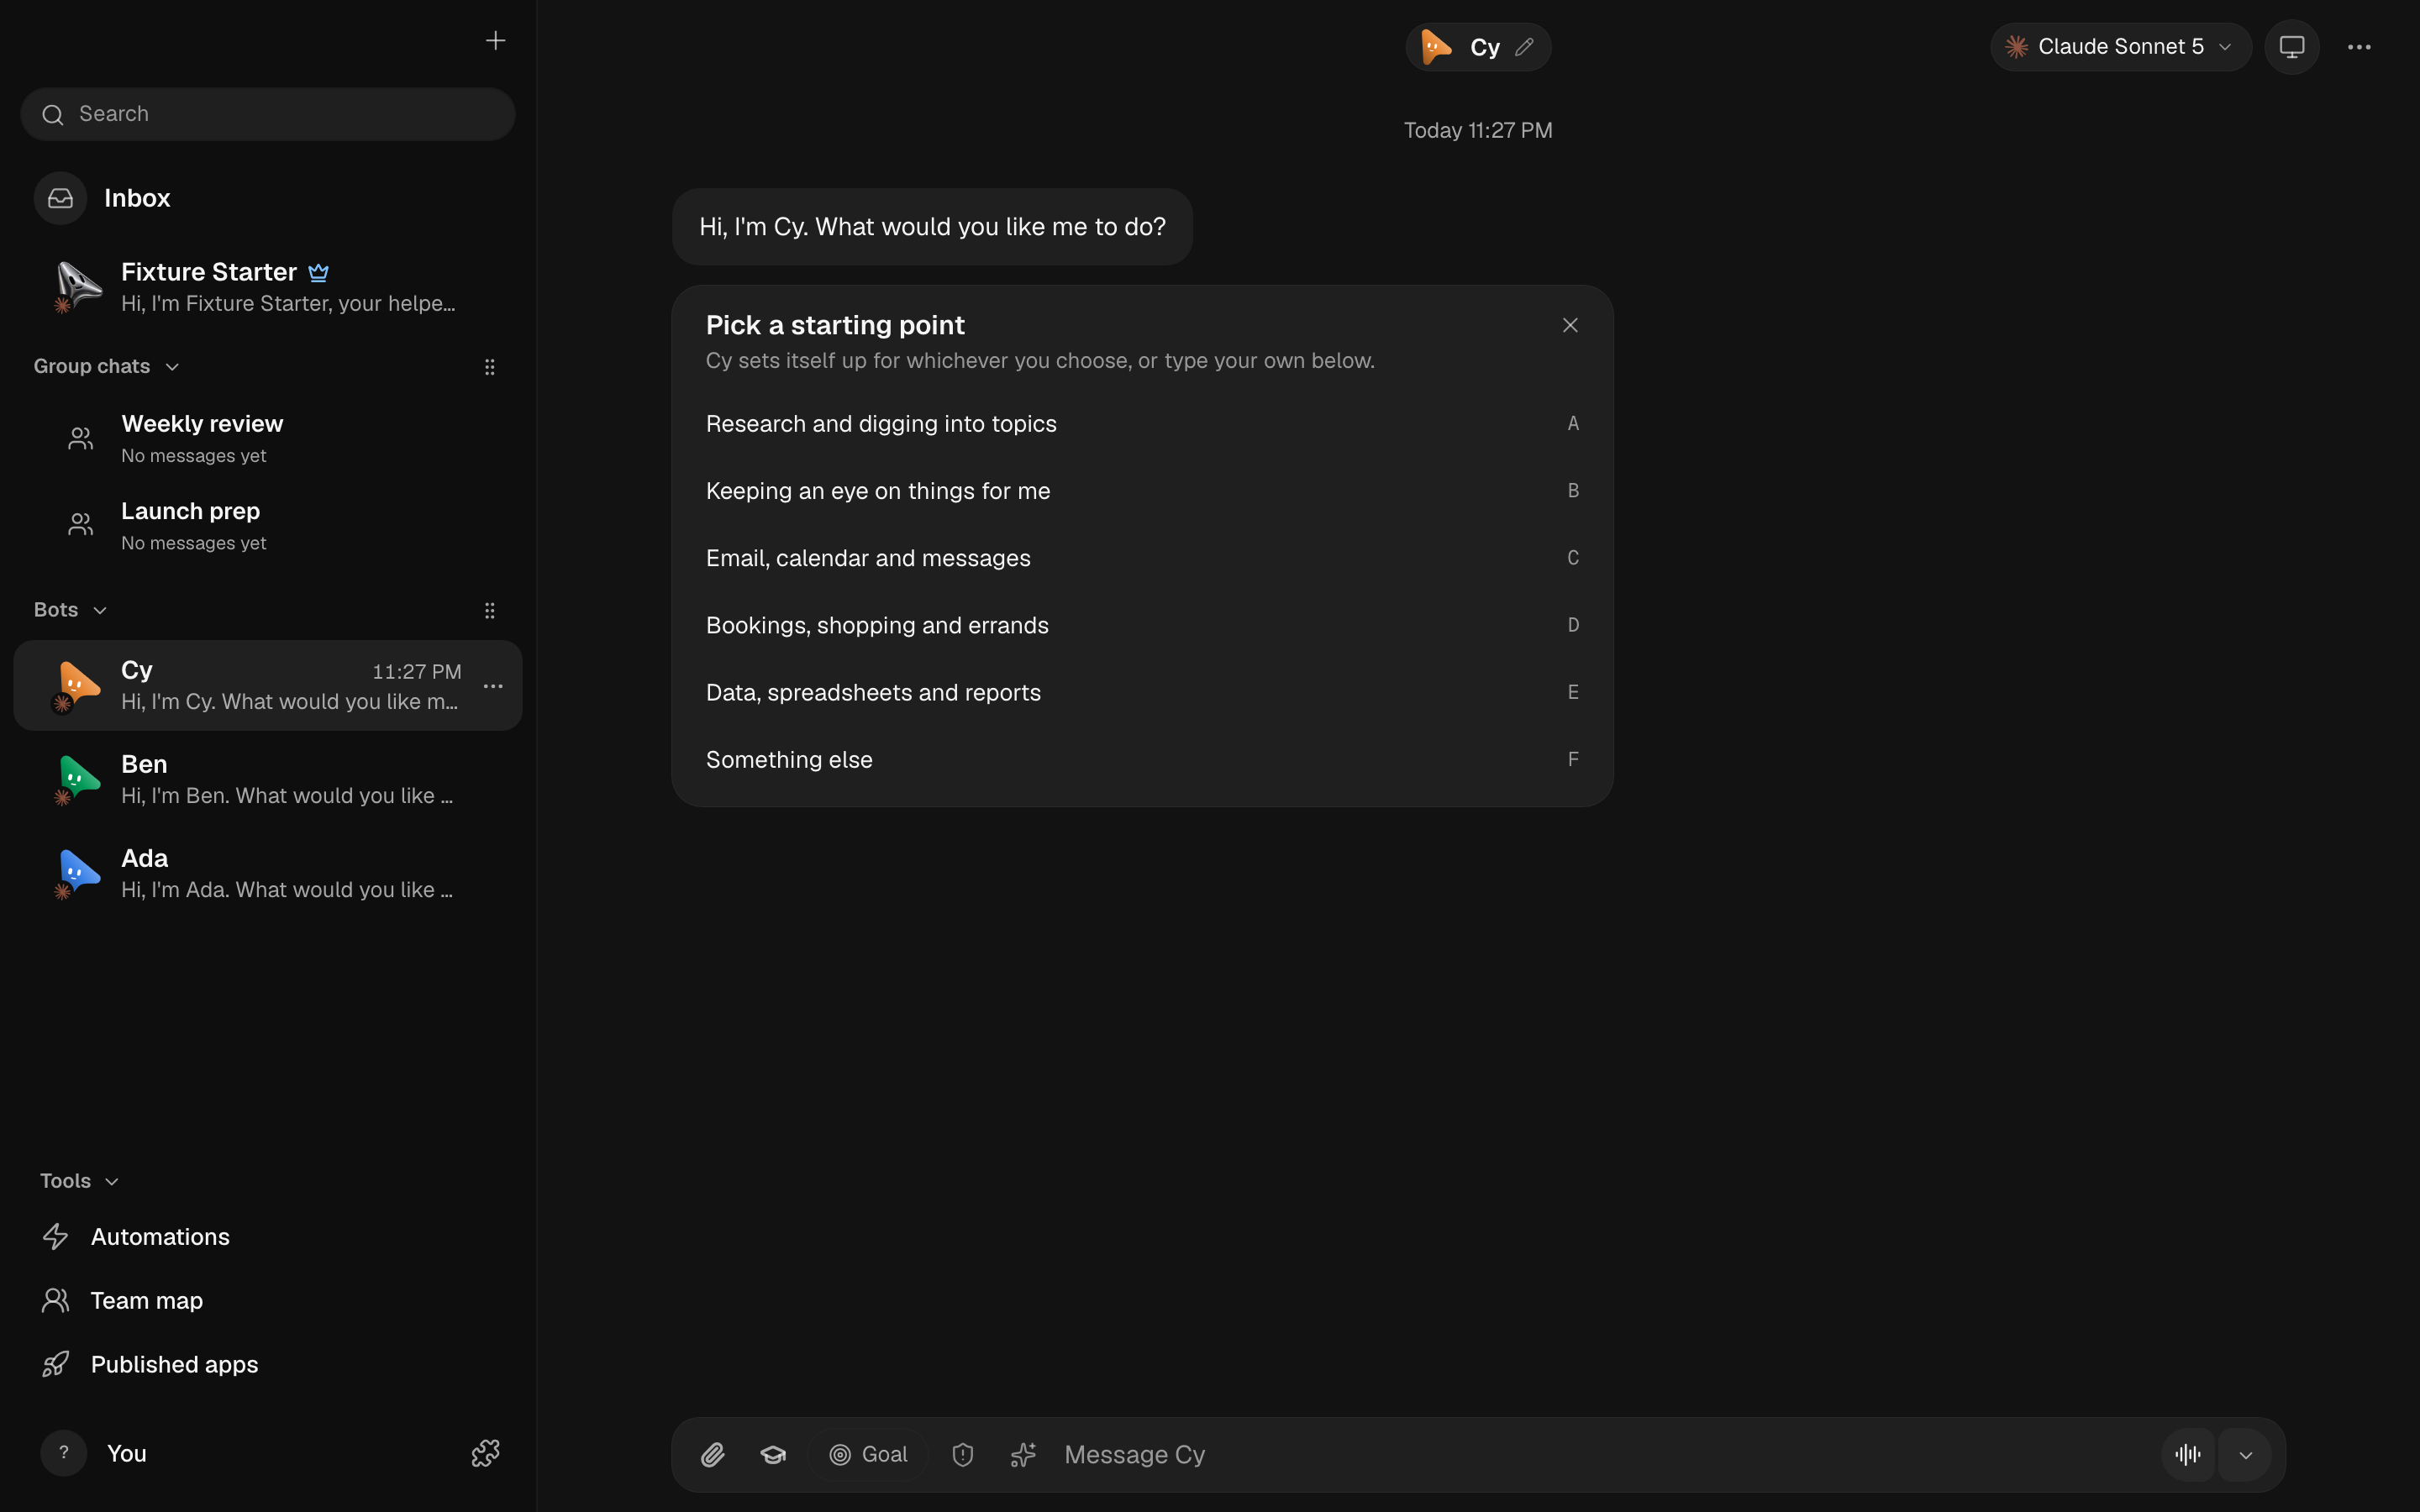 Search
Inbox
Fixture Starter
Hi, I'm Fixture Starter, your helpe...
Group chats
Weekly review
No messages yet
Launch prep
No messages yet
Bots
Cy 11:27 PM
Hi, I'm Cy. What would you like m...
Ben
Hi, I'm Ben. What would you like ...
Ada
Hi, I'm Ada. What would you like ...
Tools
Automations
Team map
Published apps
? You
Cy
Claude Sonnet 5
Today 11:27 PM
Hi, I'm Cy. What would you like me to do?
Pick a starting point
Cy sets itself up for whichever you choose, or type your own below.
Research and digging into topics A
Keeping an eye on things for me B
Email, calendar and messages C
Bookings, shopping and errands D
Data, spreadsheets and reports E
Something else F
Goal Message Cy